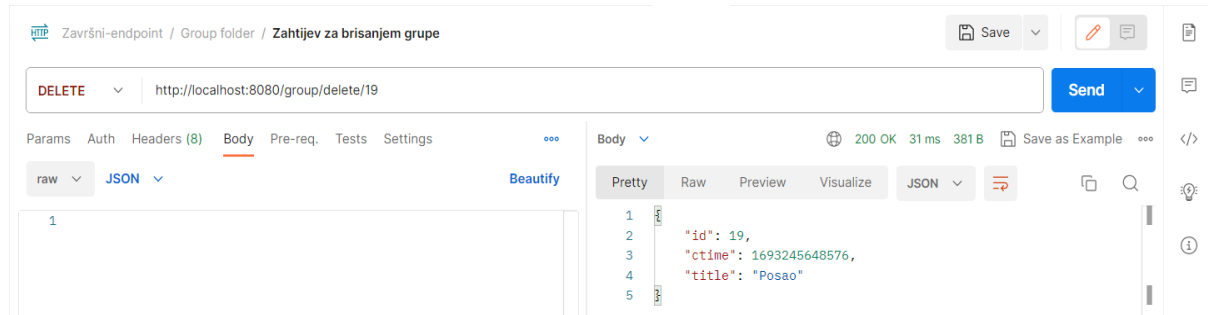 HTTP Završni-endpoint / Group folder / Zahtijev za brisanjem grupe Save
DELETE http://localhost:8080/group/delete/19 Send
Params Auth Headers (8) Body Pre-req. Tests Settings
raw JSON Beautify
1
Body 200 OK 31 ms 381 B Save as Example
Pretty Raw Preview Visualize JSON
1 {
2 "id": 19,
3 "ctime": 1693245648576,
4 "title": "Posao"
5 }